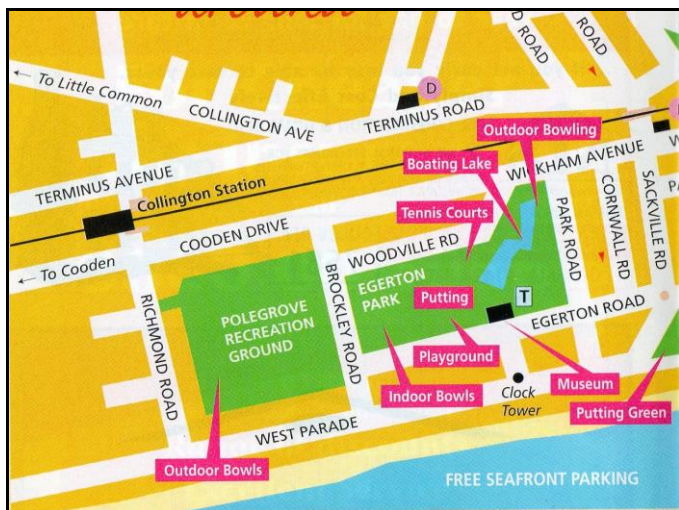 D ROAD
ROAD
To Little Common
COLLINGTON AVE
D
TERMINUS ROAD
Outdoor Bowling
TERMINUS AVENUE
Collington Station
Boating Lake
WICKHAM AVENUE
Tennis Courts
COODEN DRIVE
WOODVILLE RD
PARK ROAD
CORNWALL RD
SACKVILLE RD
To Cooden
RICHMOND ROAD
POLEGROVE
RECREATION
GROUND
BROCKLEY ROAD
EGERTON
PARK
Putting
T
EGERTON ROAD
Playground
Indoor Bowls
Museum
Clock
Tower
Putting Green
WEST PARADE
Outdoor Bowls
FREE SEAFRONT PARKING